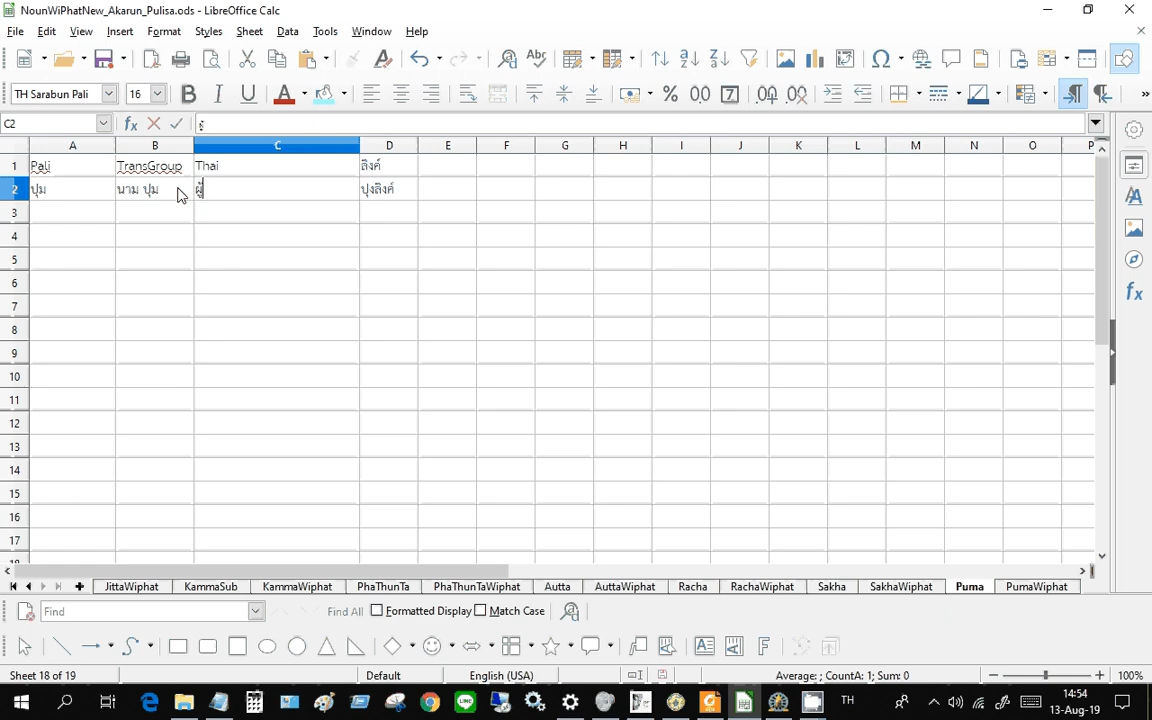 NounWiPhatNew_Akarun_Pulisa.ods - LibreOffice Calc
File Edit View Insert Format Styles Sheet Data Tools Window Help
TH Sarabun Pali 16
C2 ผู้
A B C D E F G H I J K L M N O P
1 Pali TransGroup Thai ลิงค์
2 ปุม นาม ปุม ผู้ ปุงลิงค์
3
4
5
6
7
8
9
10
11
12
13
14
15
16
17
18
JittaWiphat KammaSub KammaWiphat PhaThunTa PhaThunTaWiphat Autta AuttaWiphat Racha RachaWiphat Sakha SakhaWiphat Puma PumaWiphat
Find Find All Formatted Display Match Case
Sheet 18 of 19 Default English (USA) Average: ; CountA: 1; Sum: 0 100%
TH 14:54
13-Aug-19